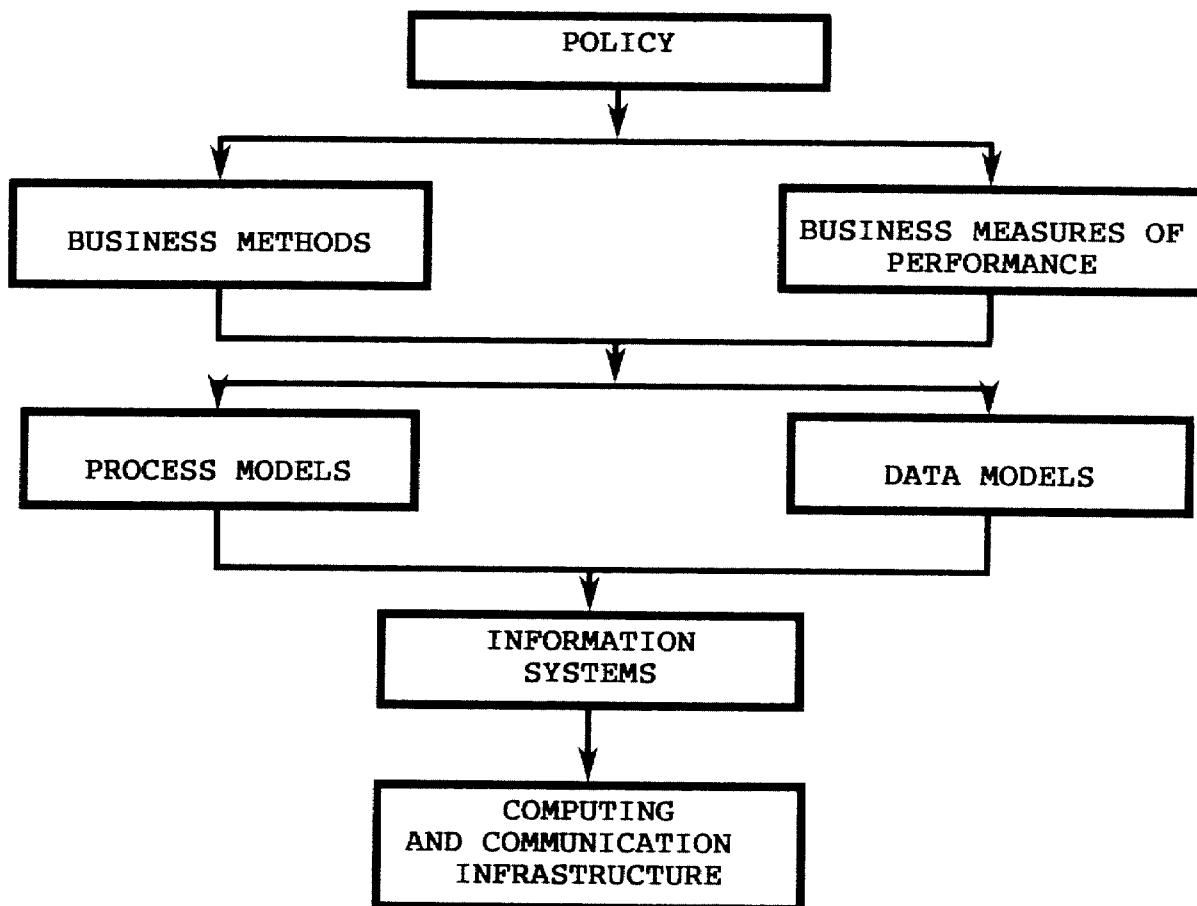 POLICY
BUSINESS METHODS
BUSINESS MEASURES OF
PERFORMANCE
PROCESS MODELS
DATA MODELS
INFORMATION
SYSTEMS
COMPUTING
AND COMMUNICATION
INFRASTRUCTURE